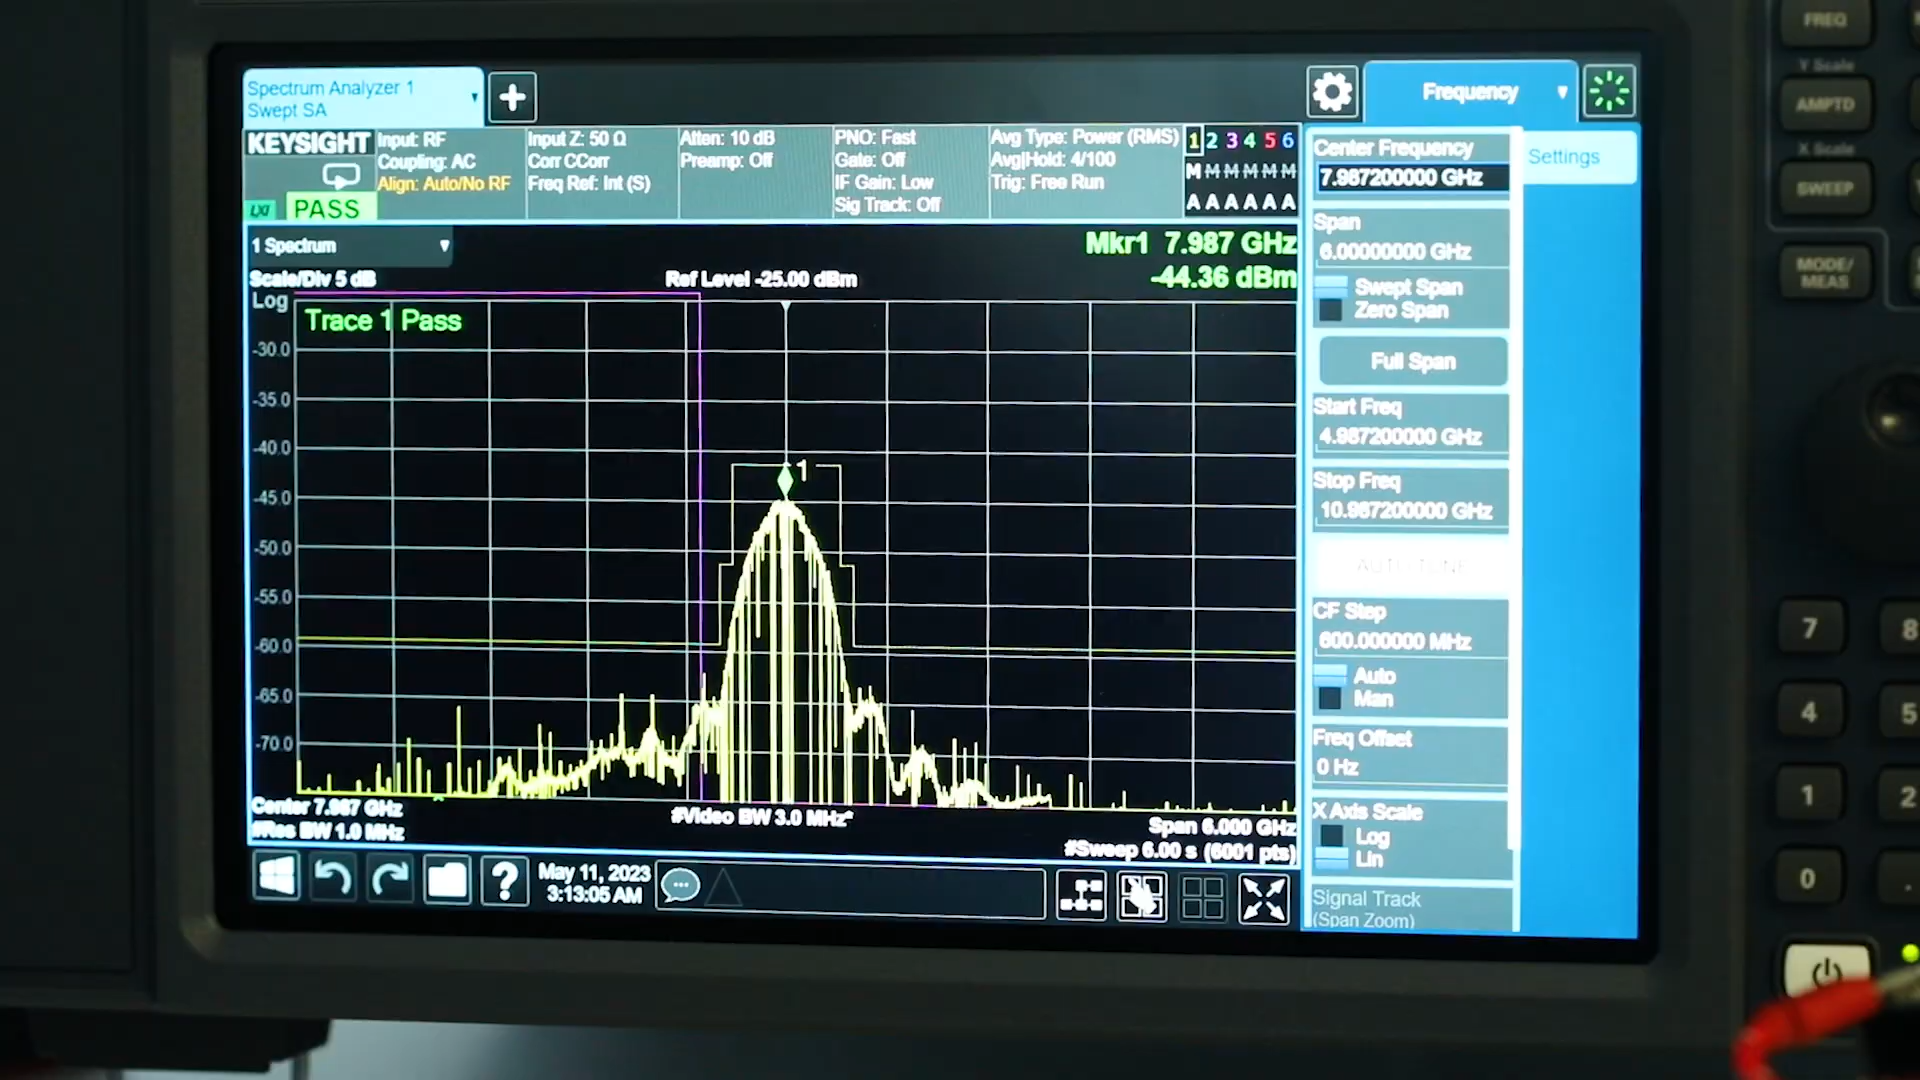 Spectrum Analyzer 1
Swept SA
Frequency
KEYSIGHT
Input: RF
Coupling: AC
Align: Auto/No RF
LXI
PASS
Input Z: 50 Ω
Corr CCorr
Freq Ref: Int (S)
Atten: 10 dB
Preamp: Off
PNO: Fast
Gate: Off
IF Gain: Low
Sig Track: Off
Avg Type: Power (RMS)
Avg|Hold: 4/100
Trig: Free Run
1 2 3 4 5 6
M M M M M M
A A A A A A
1 Spectrum
Scale/Div 5 dB
Log
Ref Level -25.00 dBm
Mkr1 7.987 GHz
-44.36 dBm
Trace 1 Pass
-30.0
-35.0
-40.0
1
-45.0
-50.0
-55.0
-60.0
-65.0
-70.0
Center 7.987 GHz
#Res BW 1.0 MHz
#Video BW 3.0 MHz*
Span 6.000 GHz
#Sweep 6.00 s (6001 pts)
?
May 11, 2023
3:13:05 AM
Center Frequency
7.987200000 GHz
Settings
Span
6.00000000 GHz
Swept Span
Zero Span
Full Span
Start Freq
4.987200000 GHz
Stop Freq
10.987200000 GHz
AUTO TUNE
CF Step
600.000000 MHz
Auto
Man
Freq Offset
0 Hz
X Axis Scale
Log
Lin
Signal Track
(Span Zoom)
FREQ
Y Scale
AMPTD
X Scale
SWEEP
MODE/
MEAS
7 8
4 5
1 2
0 .